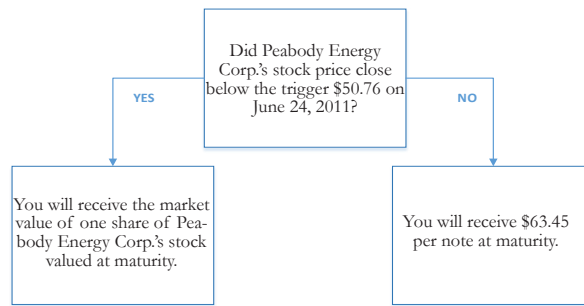 Did Peabody Energy
Corp.'s stock price close
below the trigger $50.76 on
June 24, 2011?
YES
NO
You will receive the market
value of one share of Pea-
body Energy Corp.'s stock
valued at maturity.
You will receive $63.45
per note at maturity.